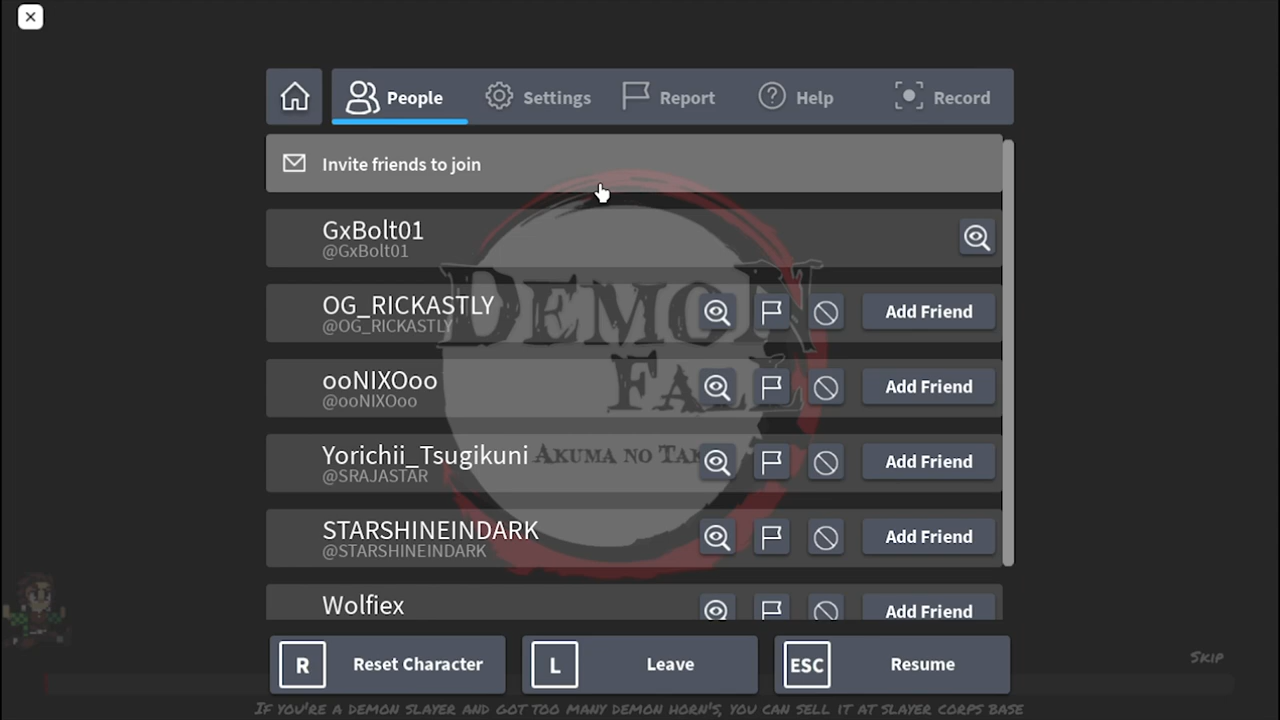 People
Settings
Report
Help
Record
Invite friends to join
GxBolt01
@GxBolt01
OG_RICKASTLY
@OG_RICKASTLY
Add Friend
ooNIXOoo
@ooNIXOoo
Add Friend
Yorichii_Tsugikuni
@SRAJASTAR
Add Friend
STARSHINEINDARK
@STARSHINEINDARK
Add Friend
Wolfiex
Add Friend
DEMON
FALL
AKUMA NO
R Reset Character
L Leave
ESC Resume
SKIP
IF YOU'RE A DEMON SLAYER AND GOT TOO MANY DEMON HORN'S, YOU CAN SELL IT AT SLAYER CORPS BASE